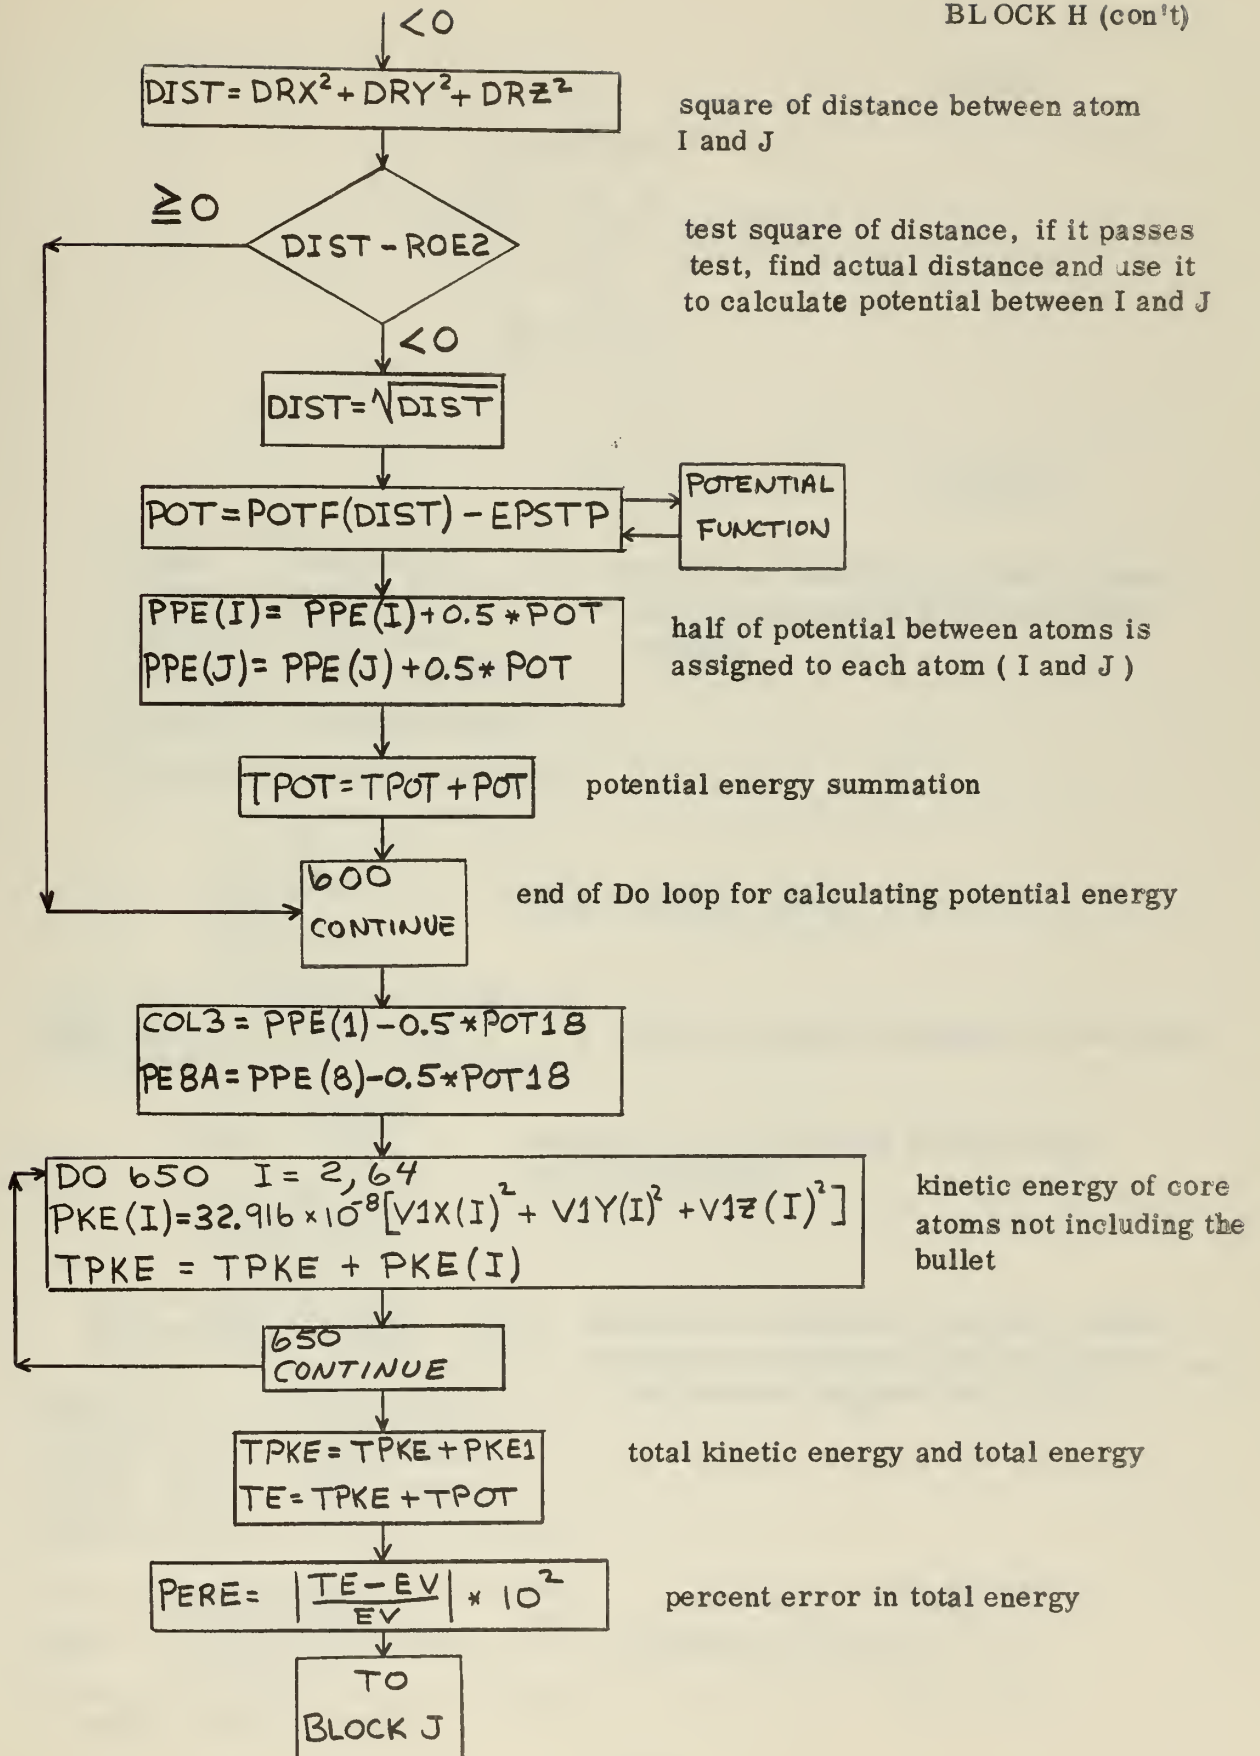 BLOCK H (con't)
<0
DIST = DRX² + DRY² + DRZ²
square of distance between atom
I and J
≧0
DIST - ROE2
test square of distance, if it passes
test, find actual distance and use it
to calculate potential between I and J
<0
DIST = √DIST
POT = POTF(DIST) - EPSTP
POTENTIAL
FUNCTION
PPE(I) = PPE(I) + 0.5 * POT
PPE(J) = PPE(J) + 0.5 * POT
half of potential between atoms is
assigned to each atom ( I and J )
TPOT = TPOT + POT
potential energy summation
600
CONTINUE
end of Do loop for calculating potential energy
COL3 = PPE(1) - 0.5 * POT18
PE8A = PPE(8) - 0.5 * POT18
DO 650 I = 2, 64
PKE(I) = 32.916 × 10⁻⁸ [V1X(I)² + V1Y(I)² + V1Z(I)²]
TPKE = TPKE + PKE(I)
kinetic energy of core
atoms not including the
bullet
650
CONTINUE
TPKE = TPKE + PKE1
TE = TPKE + TPOT
total kinetic energy and total energy
PERE = |TE - EV / EV| * 10²
percent error in total energy
TO
BLOCK J